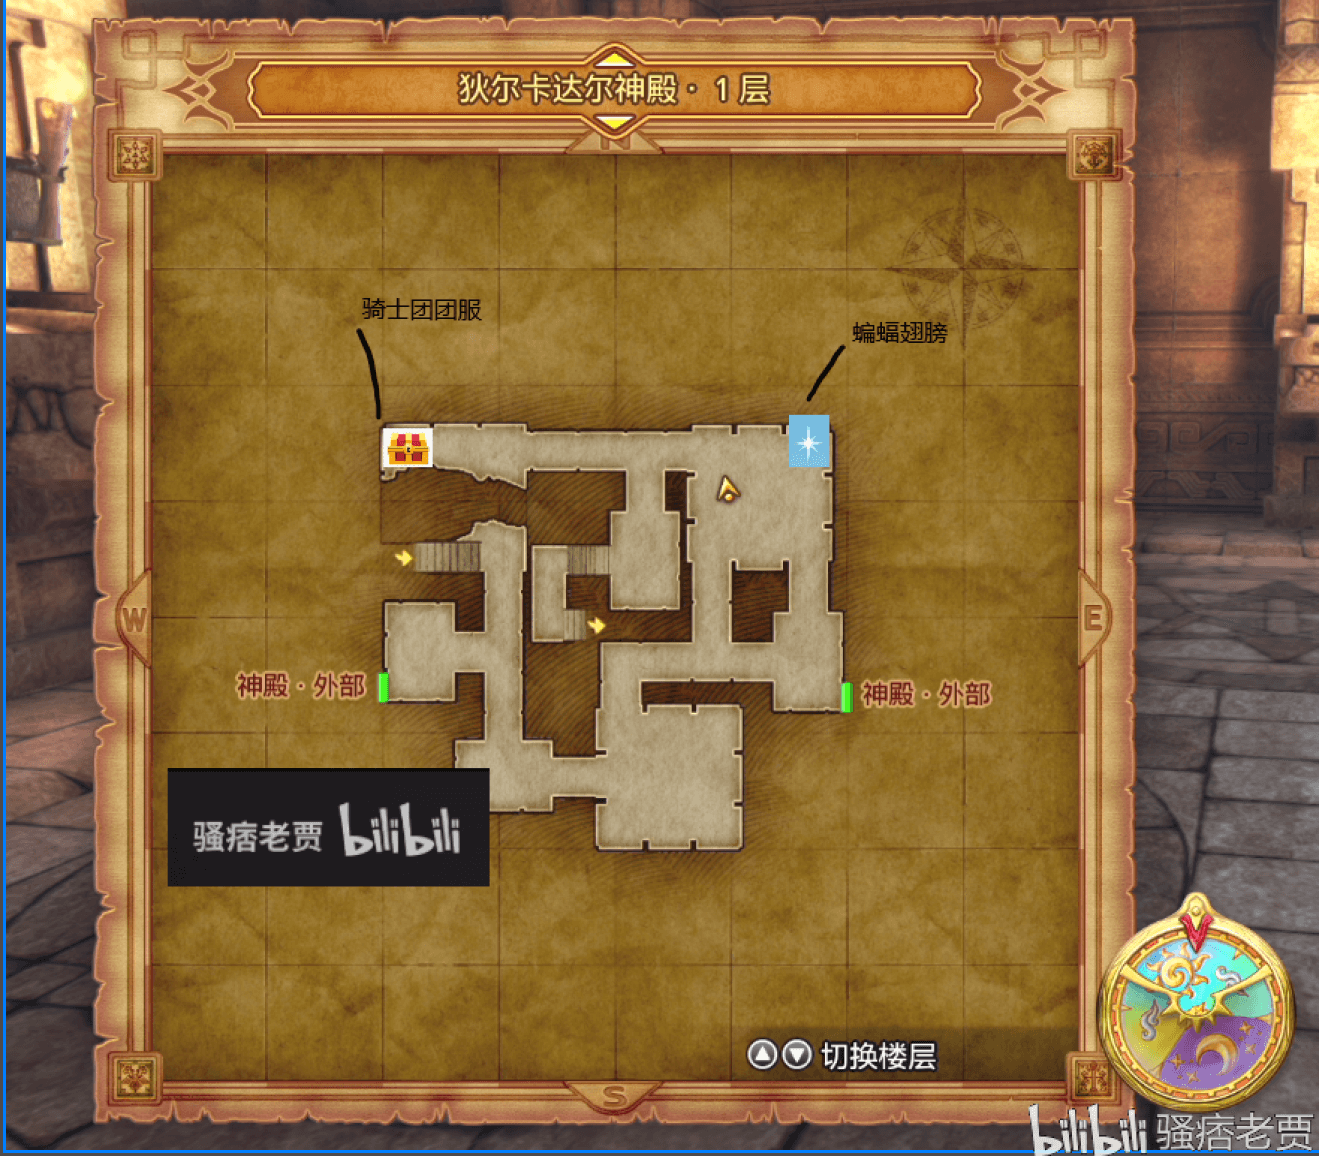 狄尔卡达尔神殿·1层
N
骑士团团服
蝙蝠翅膀
W
E
神殿·外部
神殿·外部
骚痞老贾 bilibili
切换楼层
S
bilibili 骚痞老贾